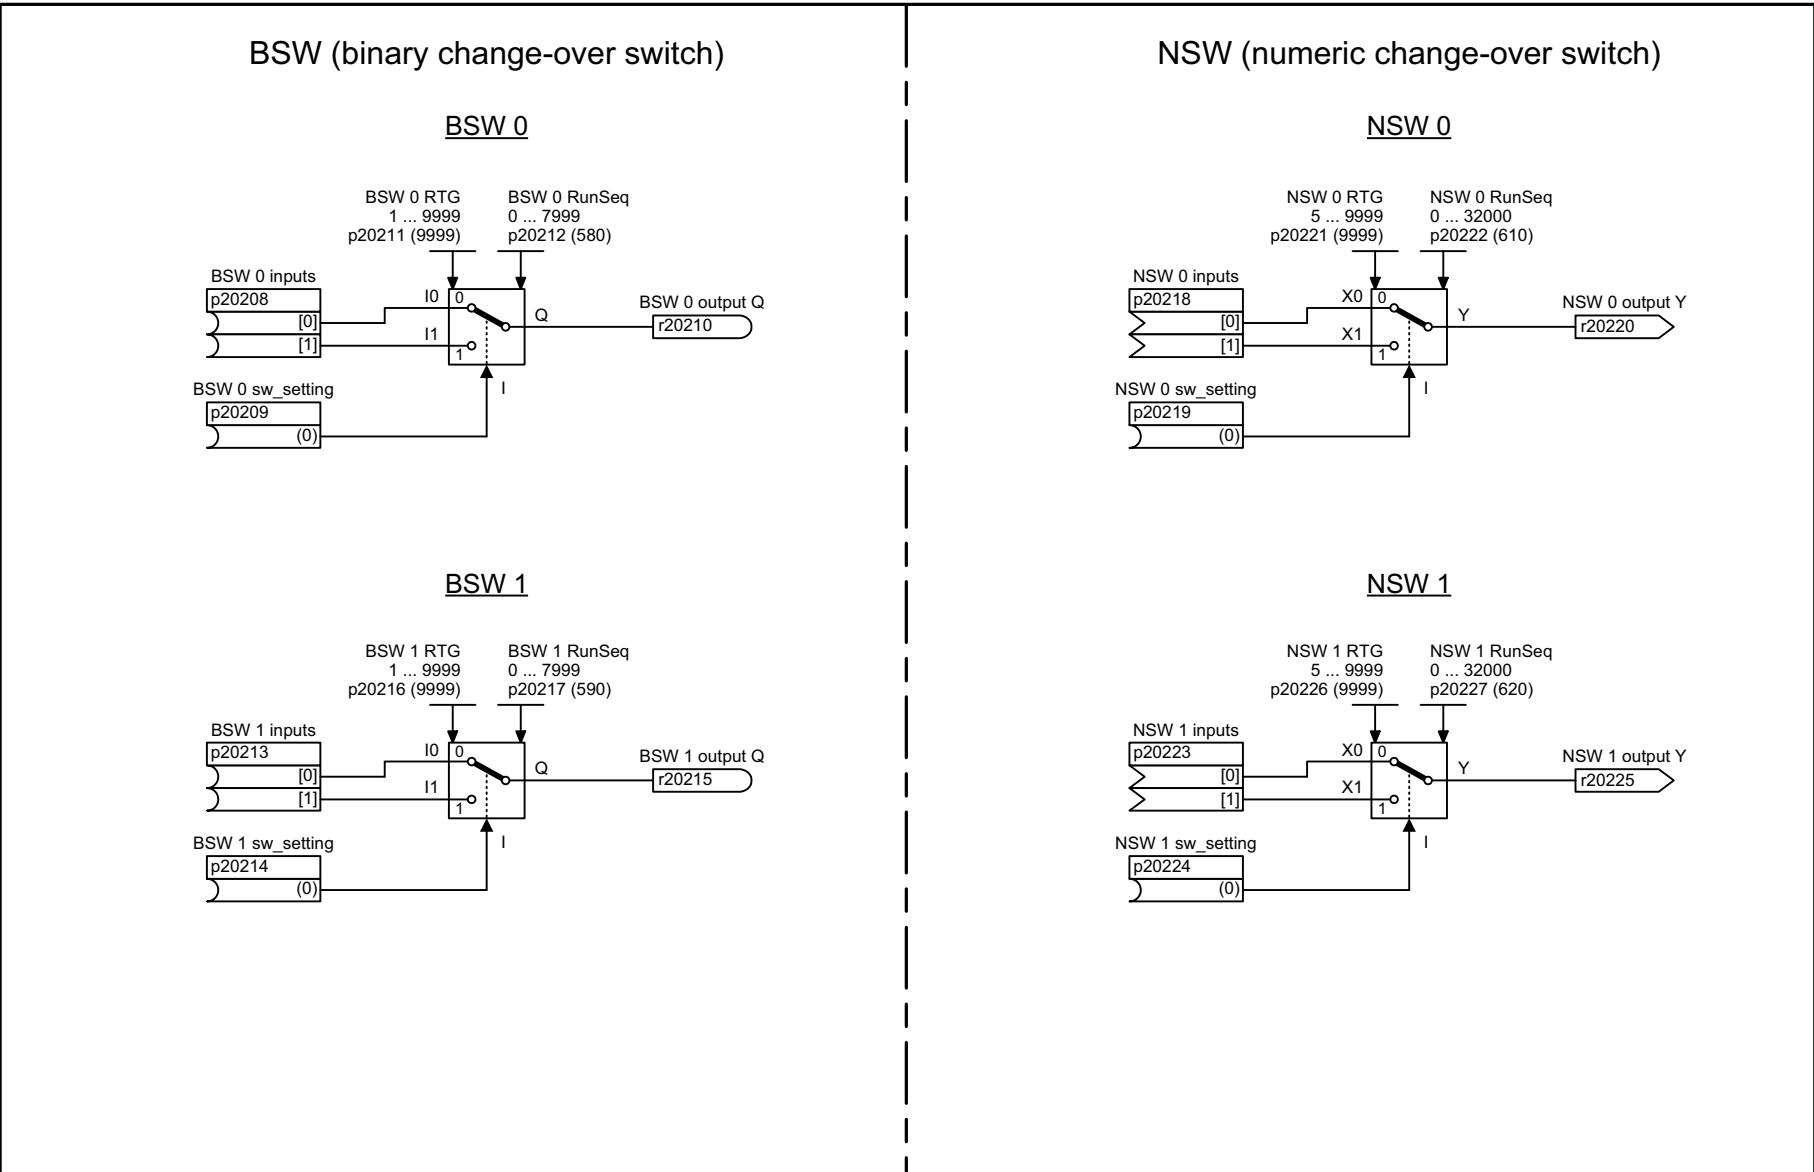 BSW (binary change-over switch)
BSW 0
BSW 0 RTG
1 ... 9999
p20211 (9999)
BSW 0 RunSeq
0 ... 7999
p20212 (580)
BSW 0 inputs
p20208
[0]
[1]
I0
I1
0
1
Q
BSW 0 output Q
r20210
BSW 0 sw_setting
p20209
(0)
I
BSW 1
BSW 1 RTG
1 ... 9999
p20216 (9999)
BSW 1 RunSeq
0 ... 7999
p20217 (590)
BSW 1 inputs
p20213
[0]
[1]
I0
I1
0
1
Q
BSW 1 output Q
r20215
BSW 1 sw_setting
p20214
(0)
I
NSW (numeric change-over switch)
NSW 0
NSW 0 RTG
5 ... 9999
p20221 (9999)
NSW 0 RunSeq
0 ... 32000
p20222 (610)
NSW 0 inputs
p20218
[0]
[1]
X0
X1
0
1
Y
NSW 0 output Y
r20220
NSW 0 sw_setting
p20219
(0)
I
NSW 1
NSW 1 RTG
5 ... 9999
p20226 (9999)
NSW 1 RunSeq
0 ... 32000
p20227 (620)
NSW 1 inputs
p20223
[0]
[1]
X0
X1
0
1
Y
NSW 1 output Y
r20225
NSW 1 sw_setting
p20224
(0)
I